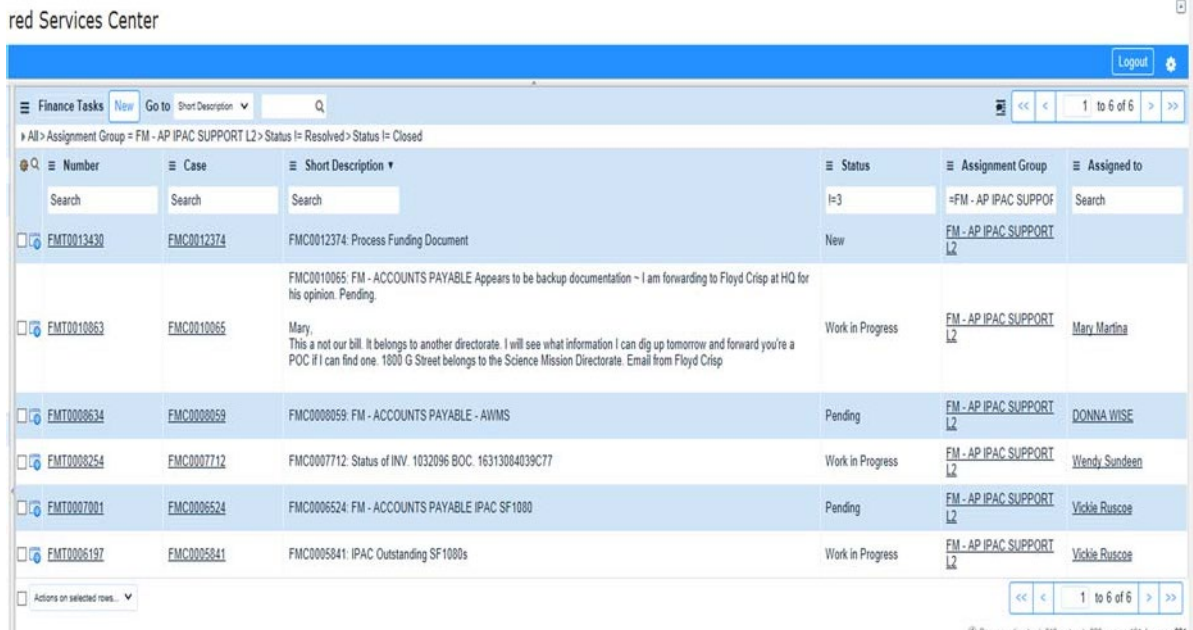 red Services Center
Logout
Finance Tasks New Go to Short Description
<< < 1 to 6 of 6 > >>
All > Assignment Group = FM - AP IPAC SUPPORT L2 > Status != Resolved > Status != Closed
Number Case Short Description ▼ Status Assignment Group Assigned to
Search Search Search !=3 =FM - AP IPAC SUPPOF Search
FMT0013430 FMC0012374 FMC0012374: Process Funding Document New FM - AP IPAC SUPPORT
L2
FMC0010065: FM - ACCOUNTS PAYABLE Appears to be backup documentation ~ I am forwarding to Floyd Crisp at HQ for
his opinion. Pending.
Mary,
FMT0010863 FMC0010065 This a not our bill. It belongs to another directorate. I will see what information I can dig up tomorrow and forward you're a Work in Progress FM - AP IPAC SUPPORT Mary Martina
POC if I can find one. 1800 G Street belongs to the Science Mission Directorate. Email from Floyd Crisp L2
FMT0008634 FMC0008059 FMC0008059: FM - ACCOUNTS PAYABLE - AWMS Pending FM - AP IPAC SUPPORT DONNA WISE
L2
FMT0008254 FMC0007712 FMC0007712: Status of INV. 1032096 BOC. 16313084039C77 Work in Progress FM - AP IPAC SUPPORT Wendy Sundeen
L2
FMT0007001 FMC0006524 FMC0006524: FM - ACCOUNTS PAYABLE IPAC SF1080 Pending FM - AP IPAC SUPPORT Vickie Ruscoe
L2
FMT0006197 FMC0005841 FMC0005841: IPAC Outstanding SF1080s Work in Progress FM - AP IPAC SUPPORT Vickie Ruscoe
L2
Actions on selected rows... << < 1 to 6 of 6 > >>